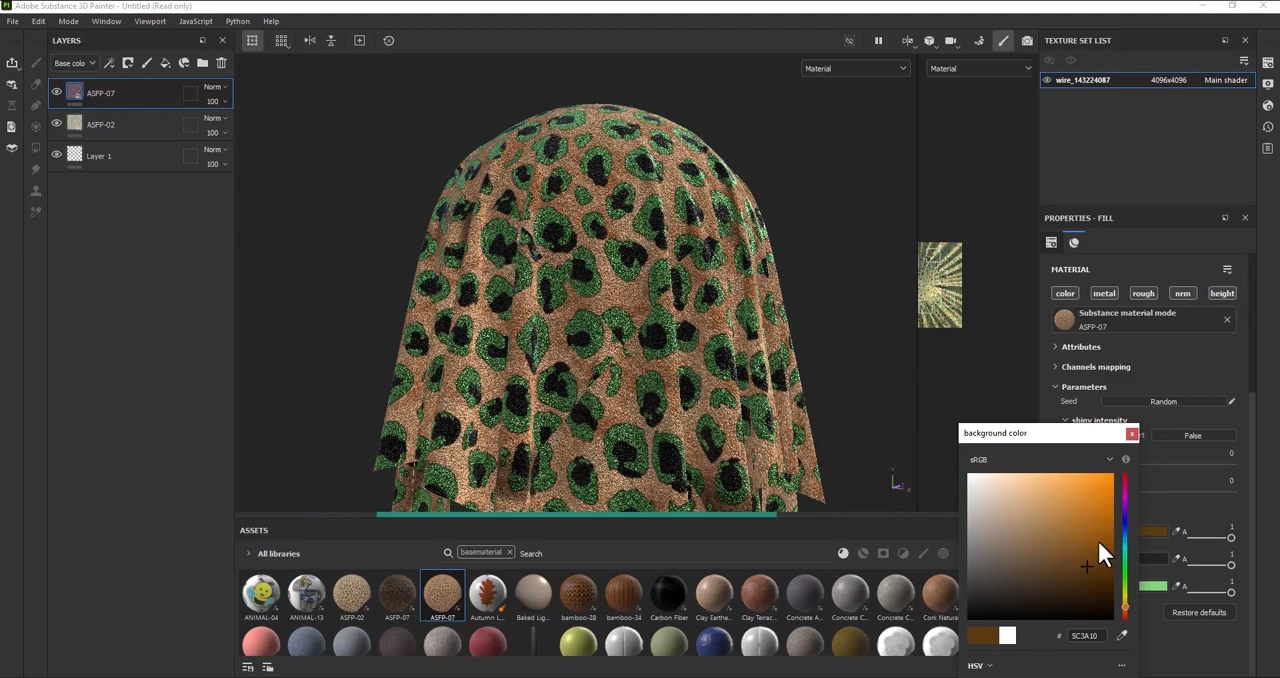 Pt Adobe Substance 3D Painter - Untitled (Read only)
File Edit Mode Window Viewport JavaScript Python Help
LAYERS
Base colo
ASFP-07
Norm
100
ASFP-02
Norm
100
Layer 1
Norm
100
Material
Material
TEXTURE SET LIST
wire_143224087 4096x4096 Main shader
PROPERTIES - FILL
MATERIAL
color metal rough nrm height
Substance material mode
ASFP-07
Attributes
Channels mapping
Parameters
Seed Random
shiny intensity
rt False
0
0
A 1
A 1
A 1
Restore defaults
background color
sRGB
# 5C3A10
HSV
ASSETS
All libraries
basematerial Search
ANIMAL-04 ANIMAL-13 ASFP-02 ASFP-07 ASFP-07 Autumn L... Baked Lig... bamboo-28 bamboo-34 Carbon Fiber Clay Earthe... Clay Terrac... Concrete A... Concrete C... Concrete C... Cork Natur